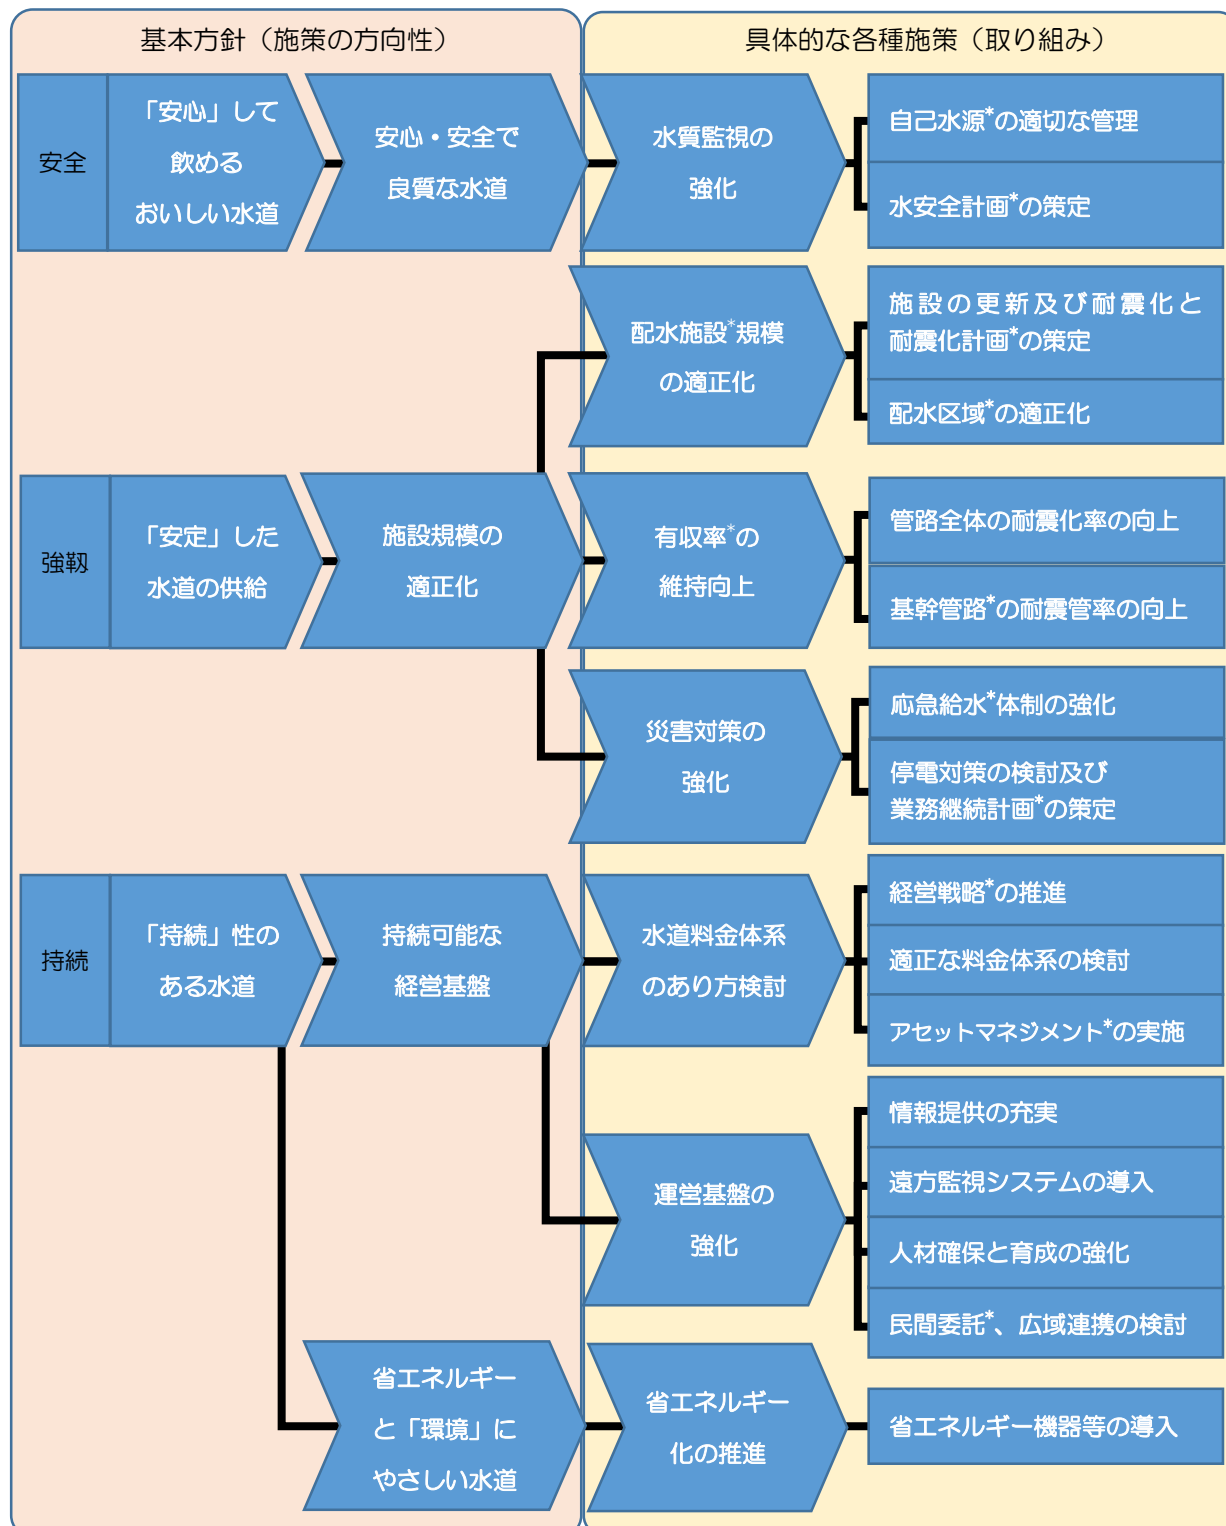 基本方針（施策の方向性）
具体的な各種施策（取り組み）
安全
「安心」して
飲める
おいしい水道
安心・安全で
良質な水道
水質監視の
強化
自己水源*の適切な管理
水安全計画*の策定
配水施設*規模
の適正化
施設の更新及び耐震化と
耐震化計画*の策定
配水区域*の適正化
強靱
「安定」した
水道の供給
施設規模の
適正化
有収率*の
維持向上
管路全体の耐震化率の向上
基幹管路*の耐震管率の向上
災害対策の
強化
応急給水*体制の強化
停電対策の検討及び
業務継続計画*の策定
持続
「持続」性の
ある水道
持続可能な
経営基盤
水道料金体系
のあり方検討
経営戦略*の推進
適正な料金体系の検討
アセットマネジメント*の実施
運営基盤の
強化
情報提供の充実
遠方監視システムの導入
人材確保と育成の強化
民間委託*、広域連携の検討
省エネルギー
と「環境」に
やさしい水道
省エネルギー
化の推進
省エネルギー機器等の導入